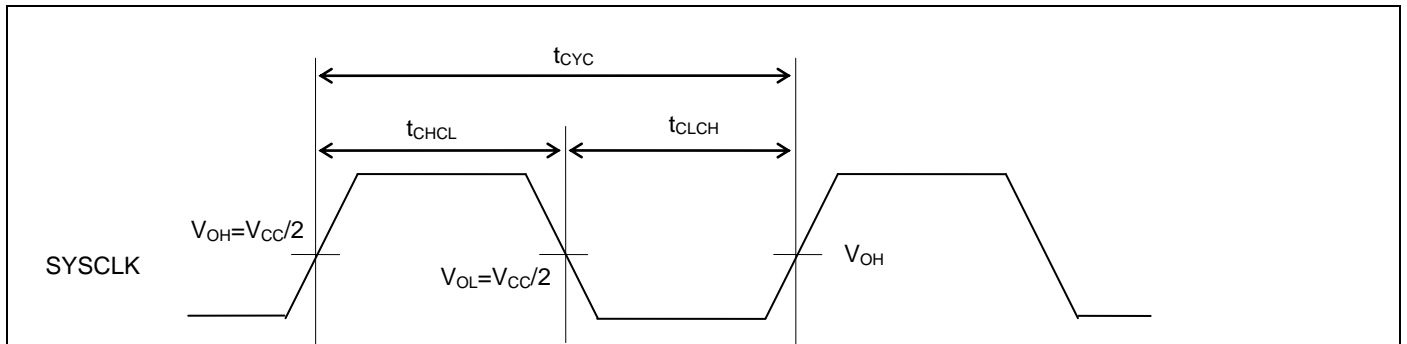 tCYC
tCHCL
tCLCH
VOH=VCC/2
VOH
SYSCLK
VOL=VCC/2